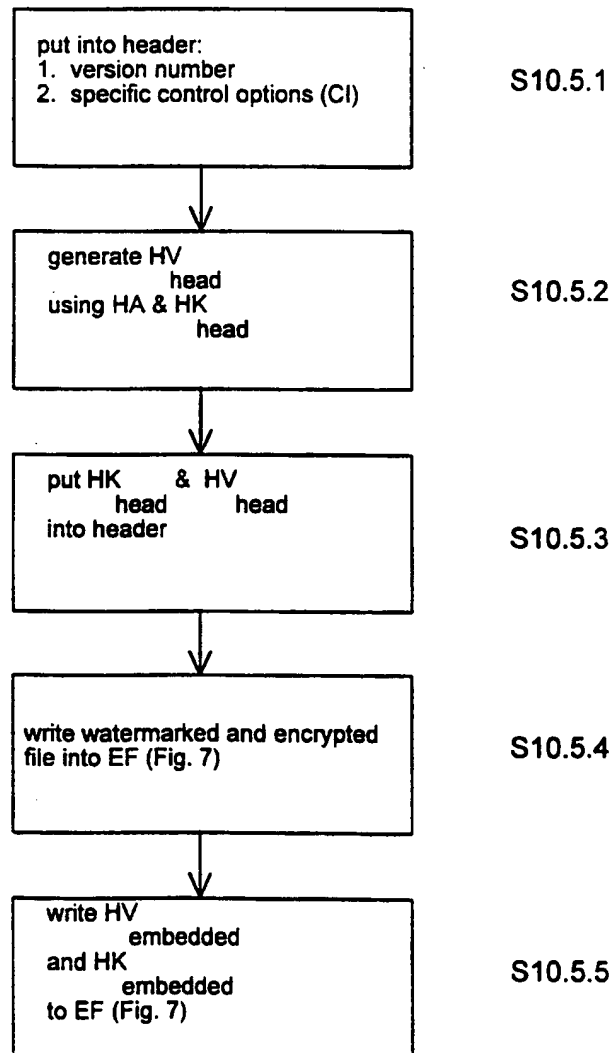 put into header:
1. version number
2. specific control options (CI)
S10.5.1
generate HV
head
using HA & HK
head
S10.5.2
put HK & HV
head head
into header
S10.5.3
write watermarked and encrypted
file into EF (Fig. 7)
S10.5.4
write HV
embedded
and HK
embedded
to EF (Fig. 7)
S10.5.5